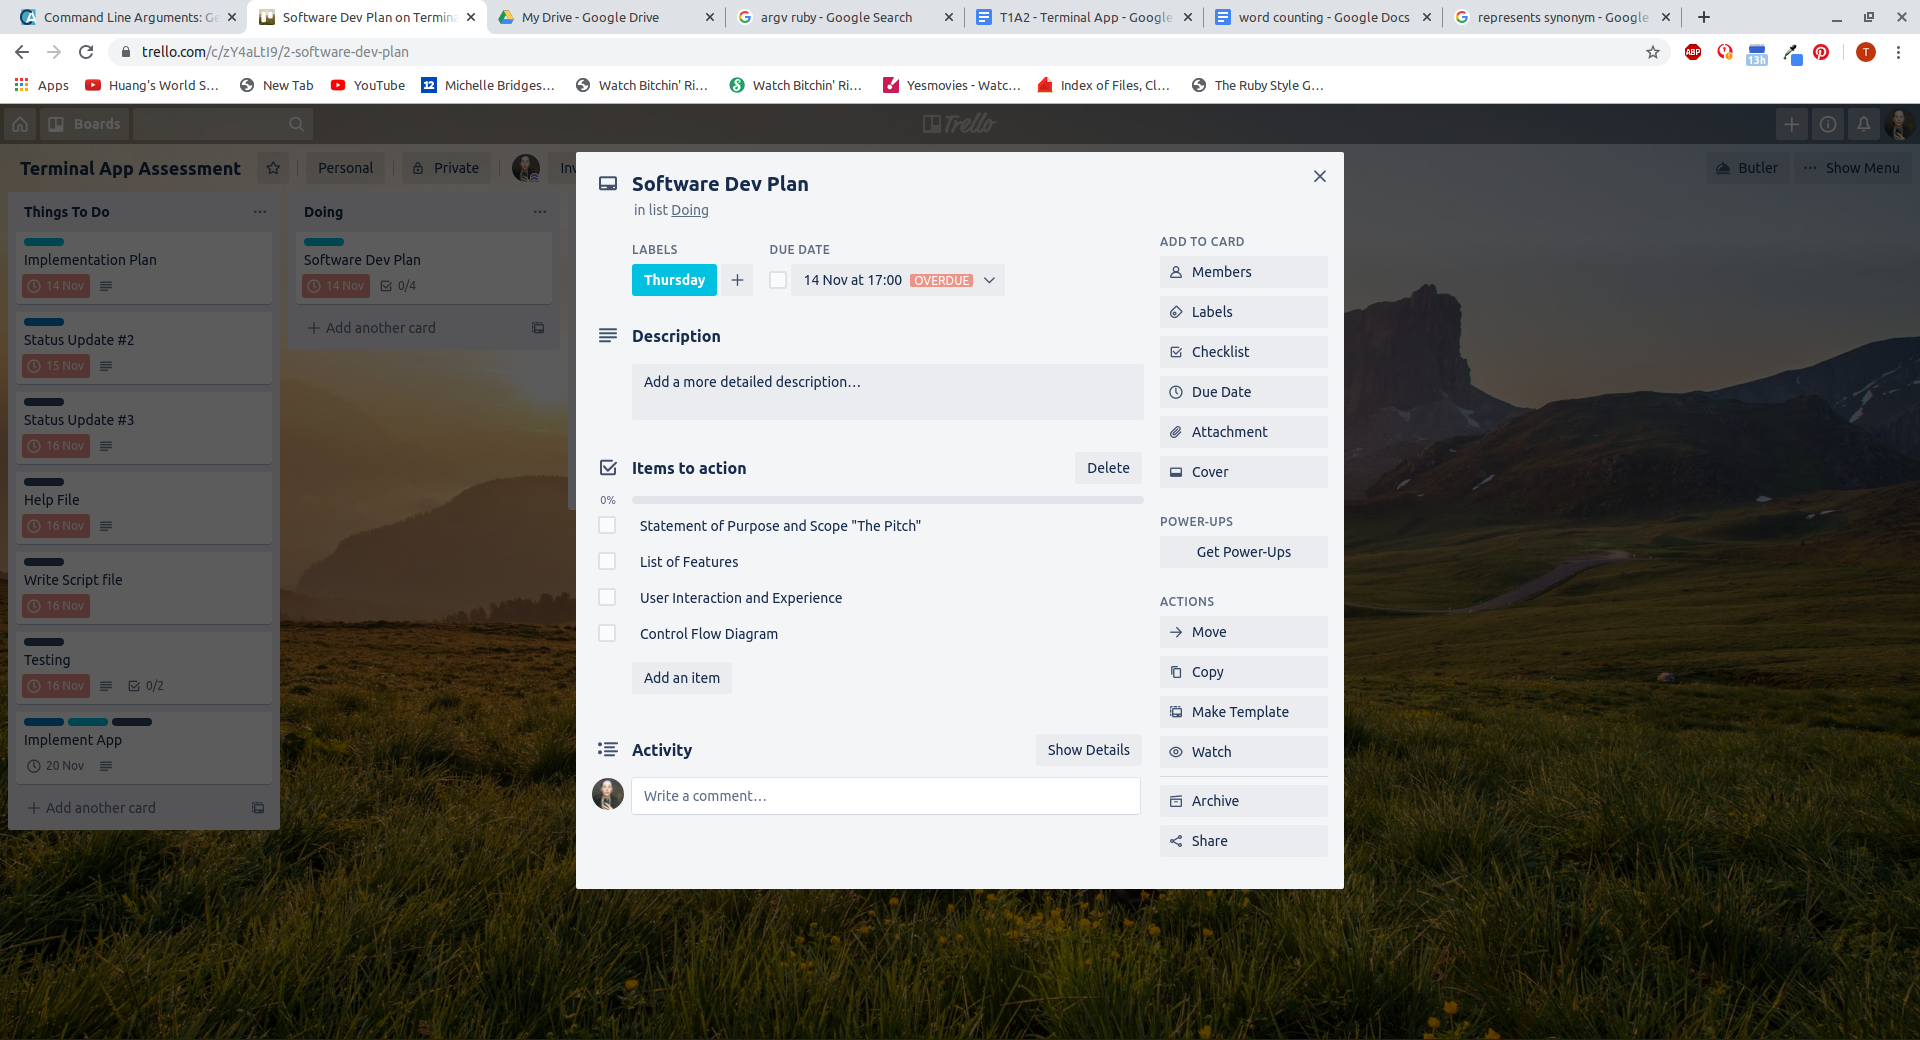 Command Line Arguments: Ge
Software Dev Plan on Termina
My Drive - Google Drive
argv ruby - Google Search
T1A2 - Terminal App - Google
word counting - Google Docs
represents synonym - Google
trello.com/c/zY4aLtI9/2-software-dev-plan
ABP
13h
T
Apps
Huang's World S...
New Tab
YouTube
12
Michelle Bridges...
Watch Bitchin' Ri...
Watch Bitchin' Ri...
Yesmovies - Watc...
Index of Files, Cl...
The Ruby Style G...
Boards
Trello
Terminal App Assessment
Personal
Private
Inv
Butler
Show Menu
Things To Do
Implementation Plan
14 Nov
Status Update #2
15 Nov
Status Update #3
16 Nov
Help File
16 Nov
Write Script file
16 Nov
Testing
16 Nov
0/2
Implement App
20 Nov
+ Add another card
Doing
Software Dev Plan
14 Nov
0/4
+ Add another card
Software Dev Plan
in list Doing
LABELS
Thursday
DUE DATE
14 Nov at 17:00 OVERDUE
Description
Add a more detailed description...
Items to action
Delete
0%
Statement of Purpose and Scope "The Pitch"
List of Features
User Interaction and Experience
Control Flow Diagram
Add an item
Activity
Show Details
Write a comment...
ADD TO CARD
Members
Labels
Checklist
Due Date
Attachment
Cover
POWER-UPS
Get Power-Ups
ACTIONS
Move
Copy
Make Template
Watch
Archive
Share